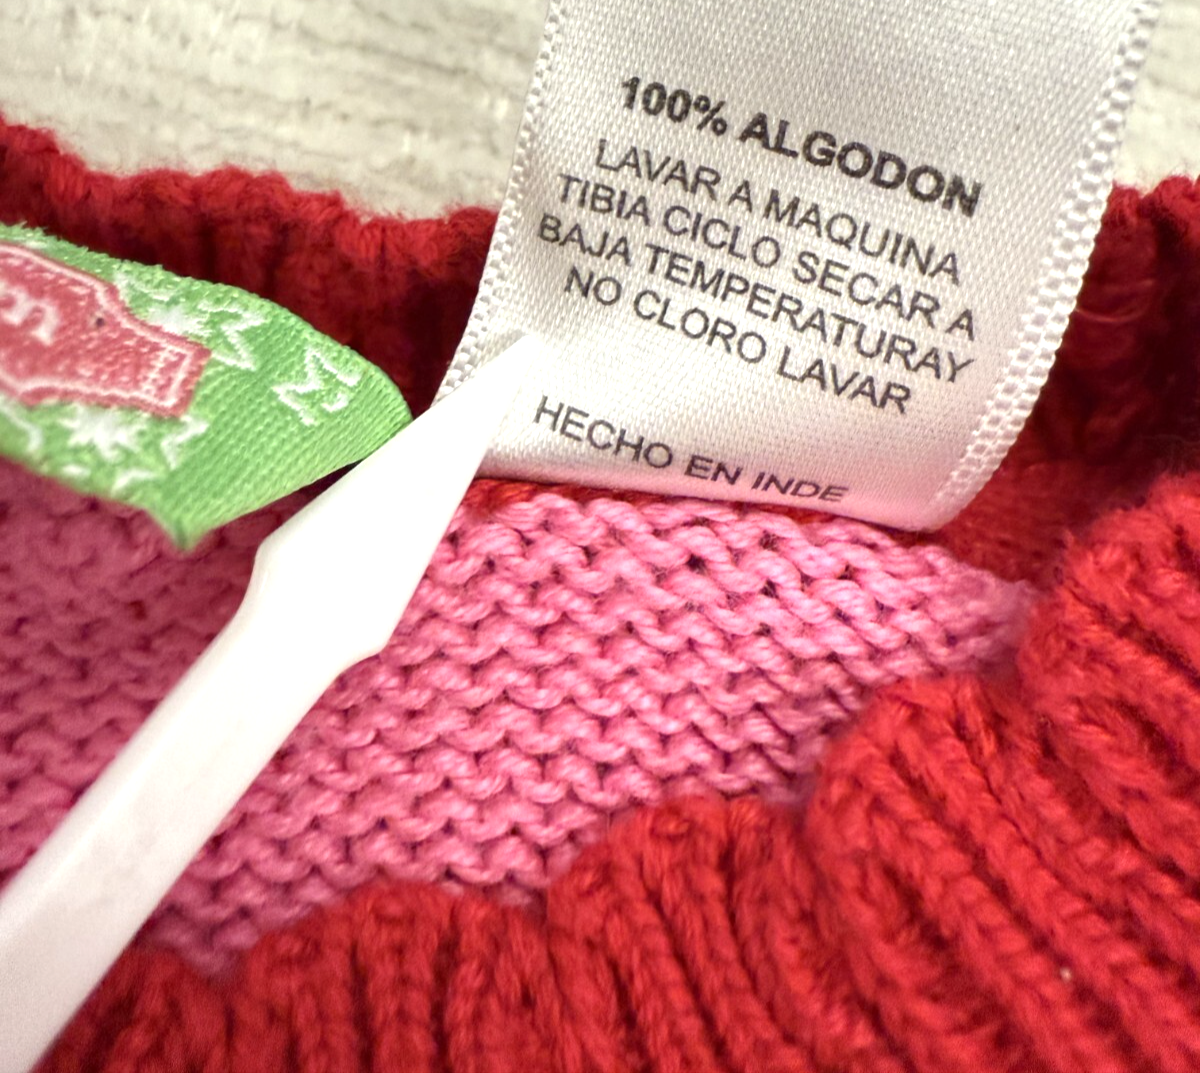 100% ALGODON
LAVAR A MAQUINA
TIBIA CICLO SECAR A
BAJA TEMPERATURAY
NO CLORO LAVAR
HECHO EN INDE